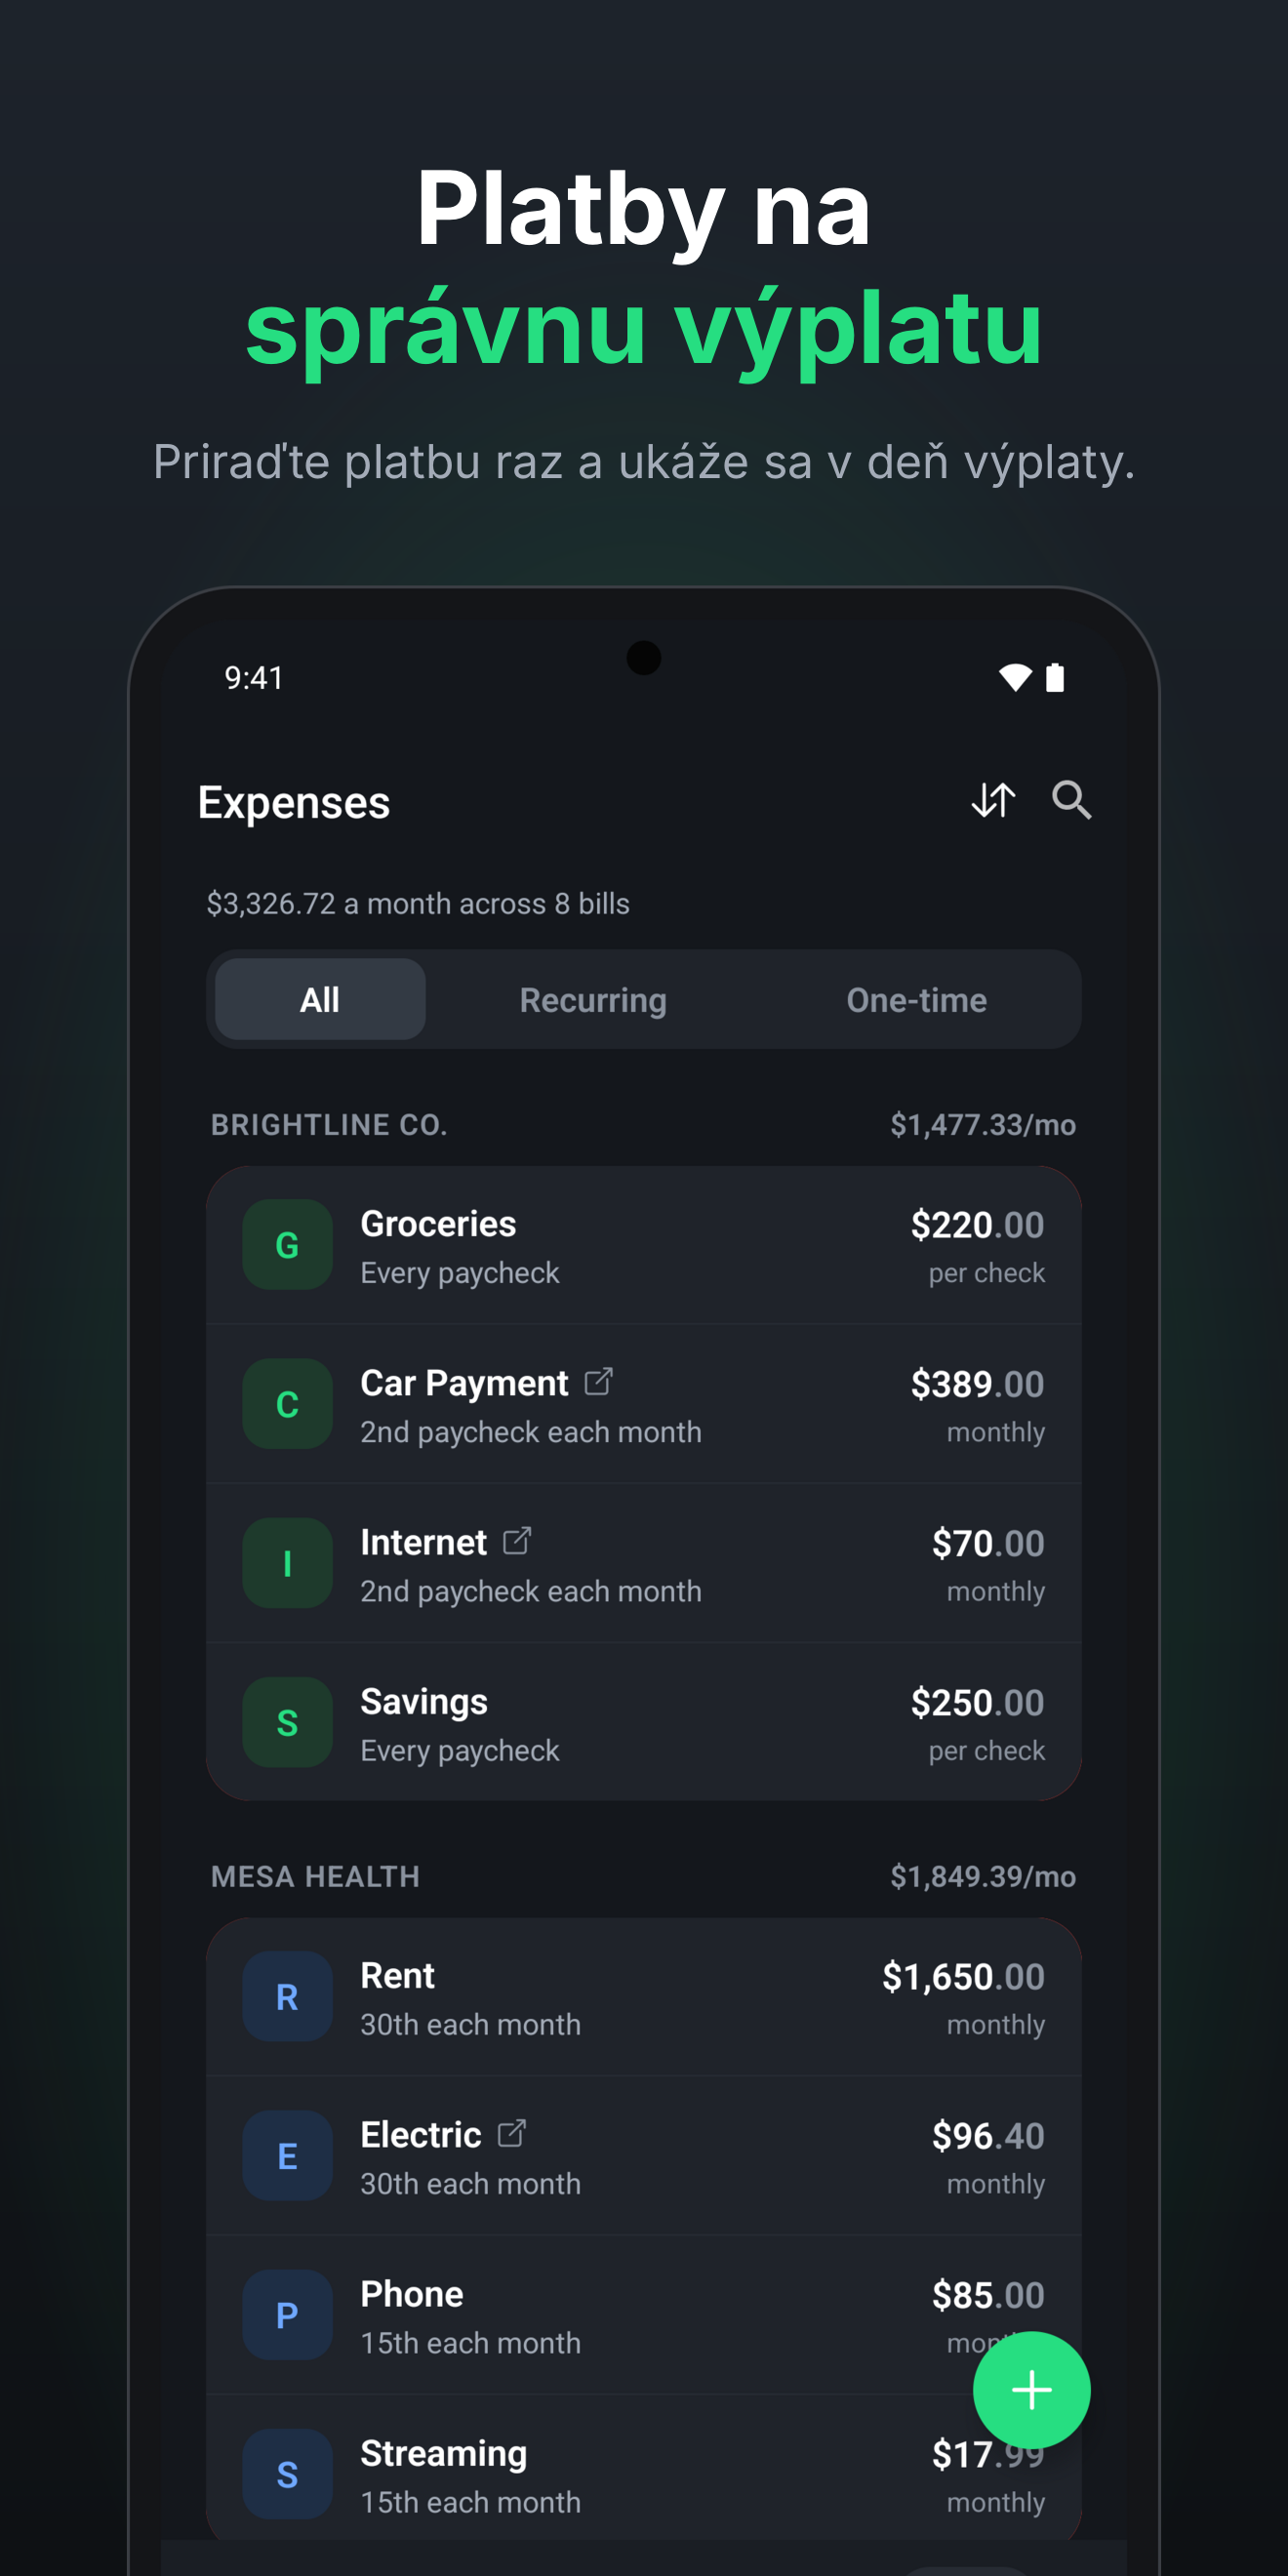 Platby na
správnu výplatu
Priraďte platbu raz a ukáže sa v deň výplaty.
9:41
Expenses
$3,326.72 a month across 8 bills
All Recurring One-time
BRIGHTLINE CO. $1,477.33/mo
G Groceries $220.00
Every paycheck per check
C Car Payment $389.00
2nd paycheck each month monthly
I Internet $70.00
2nd paycheck each month monthly
S Savings $250.00
Every paycheck per check
MESA HEALTH $1,849.39/mo
R Rent $1,650.00
30th each month monthly
E Electric $96.40
30th each month monthly
P Phone $85.00
15th each month
S Streaming $17.99
15th each month monthly